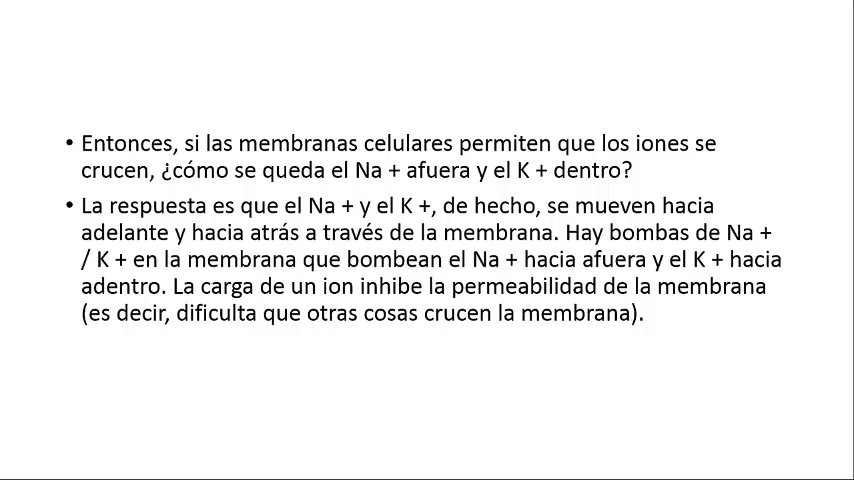 • Entonces, si las membranas celulares permiten que los iones se
crucen, ¿cómo se queda el Na + afuera y el K + dentro?
• La respuesta es que el Na + y el K +, de hecho, se mueven hacia
adelante y hacia atrás a través de la membrana. Hay bombas de Na +
/ K + en la membrana que bombean el Na + hacia afuera y el K + hacia
adentro. La carga de un ion inhibe la permeabilidad de la membrana
(es decir, dificulta que otras cosas crucen la membrana).